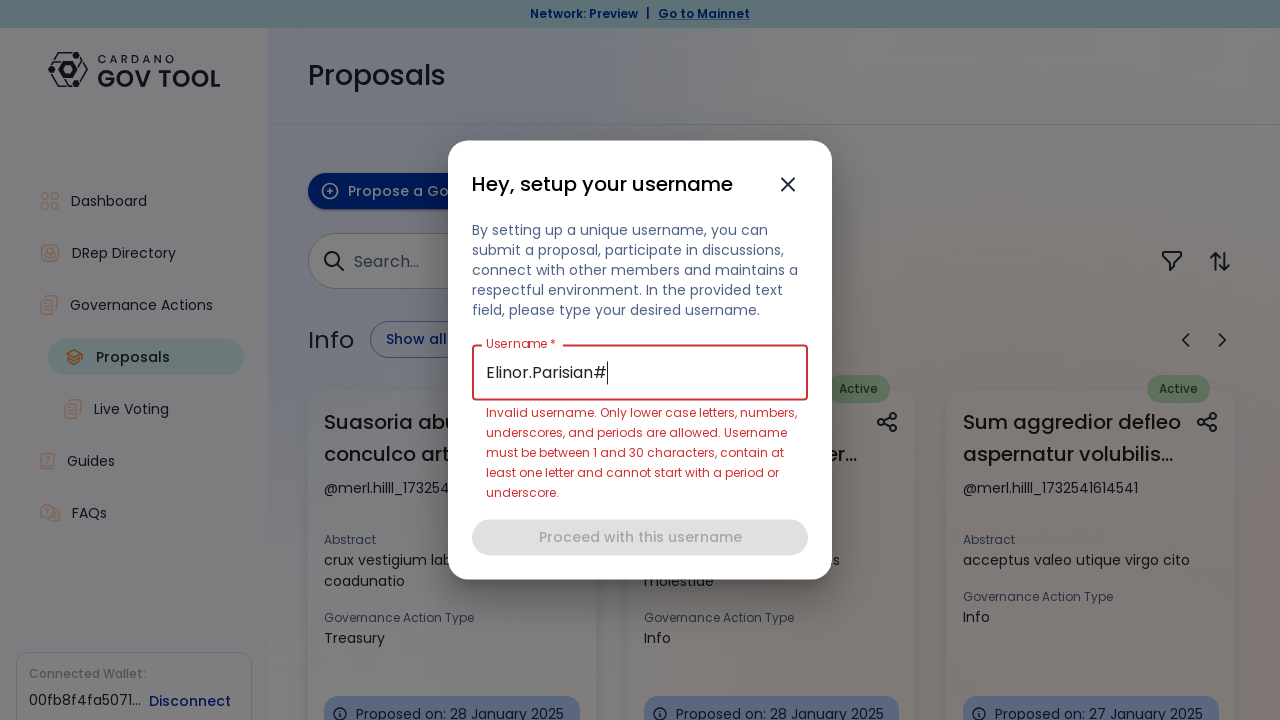 Network: Preview | Go to Mainnet
CARDANO
GOV TOOL
Proposals
Dashboard
DRep Directory
Governance Actions
Proposals
Live Voting
Guides
FAQs
Connected Wallet:
00fb8f4fa5071... Disconnect
Propose a Go
Search...
Info
Show all
Hey, setup your username
By setting up a unique username, you can
submit a proposal, participate in discussions,
connect with other members and maintains a
respectful environment. In the provided text
field, please type your desired username.
Username *
Elinor.Parisian#
Invalid username. Only lower case letters, numbers,
underscores, and periods are allowed. Username
must be between 1 and 30 characters, contain at
least one letter and cannot start with a period or
underscore.
Proceed with this username
Suasoria
conculco
@merl.hilll_17325
Abstract
crux vestigium
coadunatio
Governance Action Type
Treasury
Proposed on: 28 January 2025
Active
molestiae
Governance Action Type
Info
Proposed on: 28 January 2025
Active
Sum aggredior defleo
aspernatur volubilis...
@merl.hilll_1732541614541
Abstract
acceptus valeo utique virgo cito
Governance Action Type
Info
Proposed on: 27 January 2025